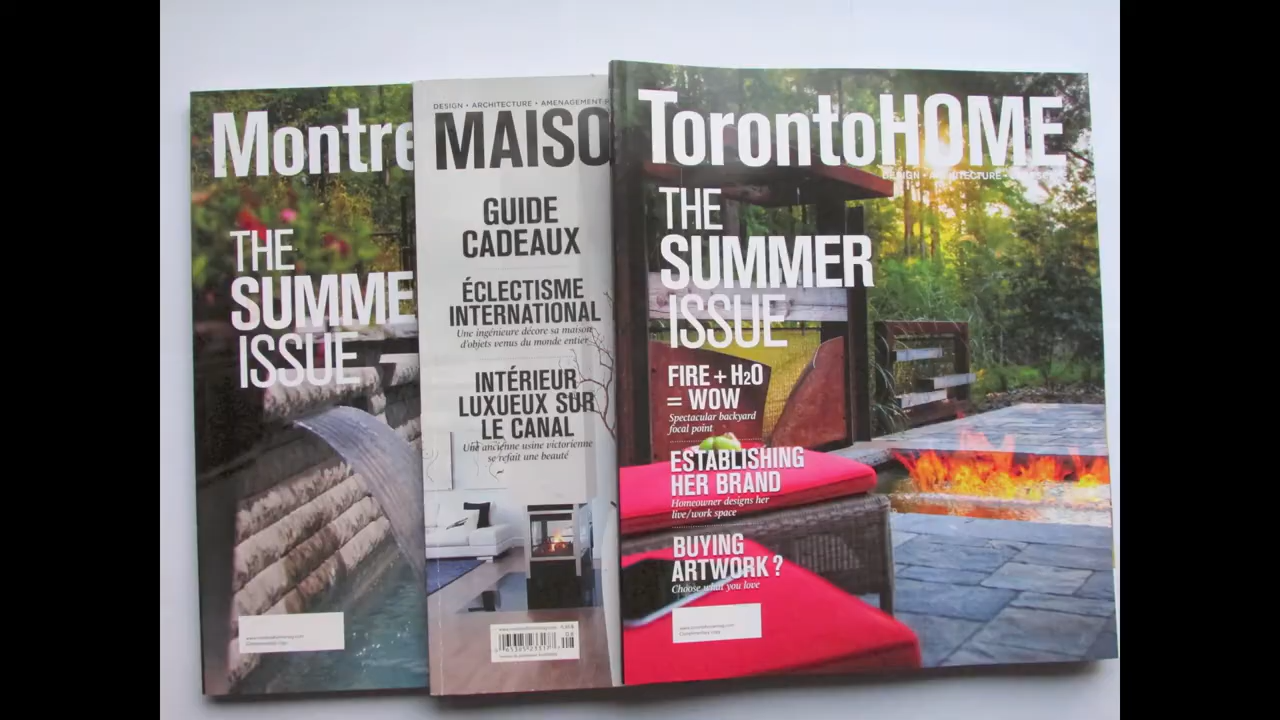 Montre
THE
SUMME
ISSUE
DESIGN • ARCHITECTURE • AMENAGEMENT
MAISO
GUIDE
CADEAUX
ÉCLECTISME
INTERNATIONAL
Une ingénieure décore sa maison
d'objets venus du monde entier
INTÉRIEUR
LUXUEUX SUR
LE CANAL
Une ancienne usine victorienne
se refait une beauté
TorontoHOME
DESIGN • ARCHITECTURE •
THE
SUMMER
ISSUE
FIRE + H2O
= WOW
Spectacular backyard
focal point
ESTABLISHING
HER BRAND
Homeowner designs her
live/work space
BUYING
ARTWORK?
Choose what you love